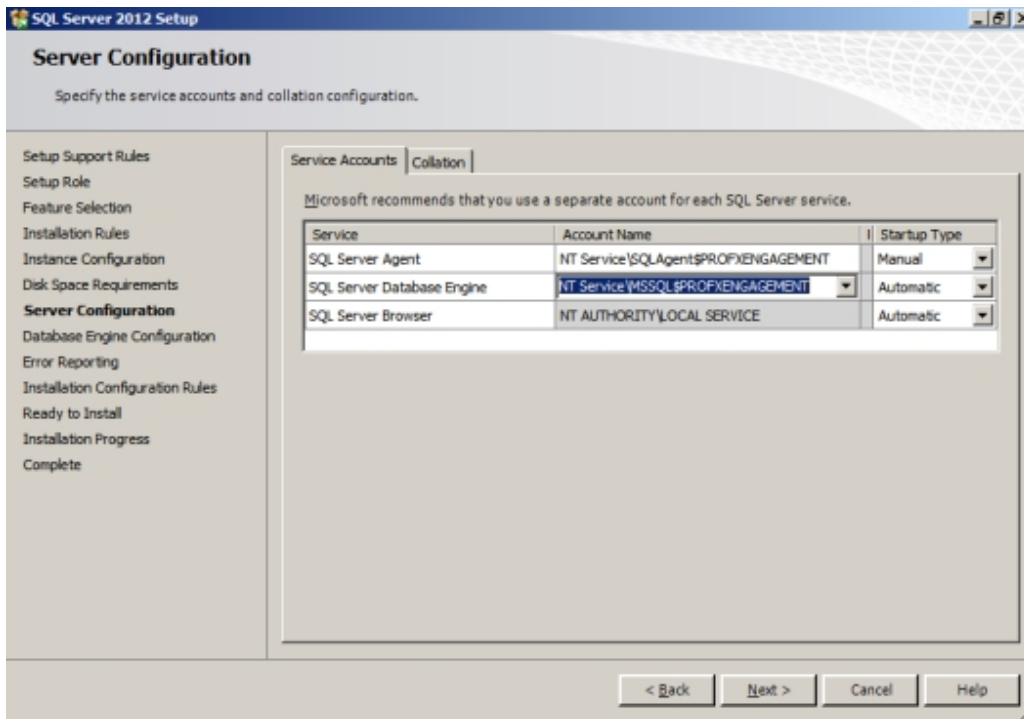 SQL Server 2012 Setup
Server Configuration
Specify the service accounts and collation configuration.
Setup Support Rules
Setup Role
Feature Selection
Installation Rules
Instance Configuration
Disk Space Requirements
Server Configuration
Database Engine Configuration
Error Reporting
Installation Configuration Rules
Ready to Install
Installation Progress
Complete
Service Accounts Collation
Microsoft recommends that you use a separate account for each SQL Server service.
Service Account Name Startup Type
SQL Server Agent NT Service\SQLAgent$PROFXENGAGEMENT Manual
SQL Server Database Engine NT Service\MSSQL$PROFXENGAGEMENT Automatic
SQL Server Browser NT AUTHORITY\LOCAL SERVICE Automatic
< Back Next > Cancel Help